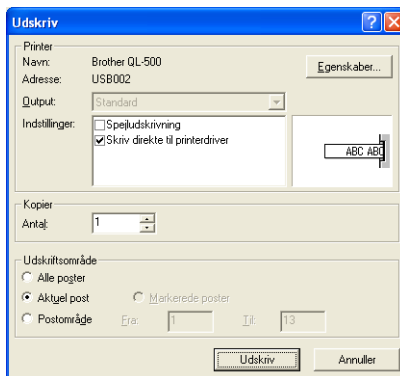 Udskriv
Printer
Navn: Brother QL-500
Egenskaber...
Adresse: USB002
Output: Standard
Indstillinger: Spejludskrivning
Skriv direkte til printerdriver
ABC ABC
Kopier
Antal: 1
Udskriftsområde
Alle poster
Aktuel post Markerede poster
Postområde Fra: 1 Til: 13
Udskriv Annuller